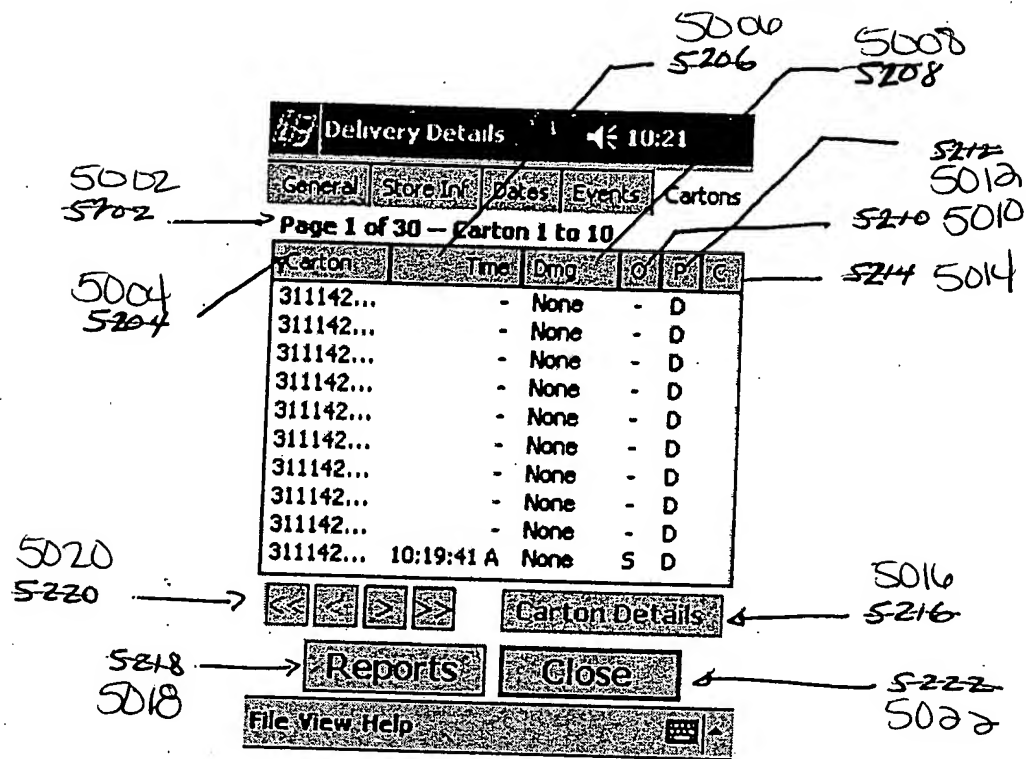 5006
5206
5008
5208
Delivery Details 10:21
5212
5012
5002
5202
General Store Inf Dates Events Cartons
5210 5010
Page 1 of 30 – Carton 1 to 10
Carton Time Dmg O P C
5214 5014
5004
5204
311142... - None - D
311142... - None - D
311142... - None - D
311142... - None - D
311142... - None - D
311142... - None - D
311142... - None - D
311142... - None - D
311142... - None - D
311142... 10:19:41 A None S D
5020
5220
<< < > >> Carton Details
5016
5216
5218
5018
Reports Close
5222
5022
File View Help